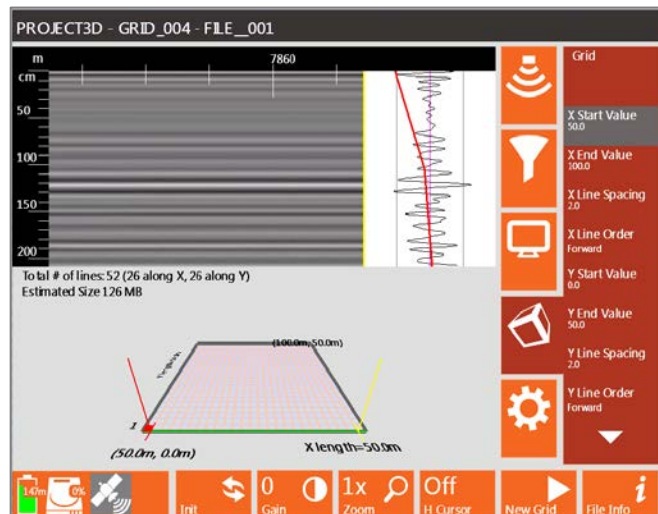 PROJECT3D - GRID_004 - FILE__001
m
7860
cm
50
100
150
200
Total # of lines: 52 (26 along X, 26 along Y)
Estimated Size 126 MB
(100.0m, 50.0m)
1
(50.0m, 0.0m)
X length=50.0m
Grid
X Start Value
50.0
X End Value
100.0
X Line Spacing
2.0
X Line Order
Forward
Y Start Value
0.0
Y End Value
50.0
Y Line Spacing
2.0
Y Line Order
Forward
147m
0%
Init
0
Gain
1x
Zoom
Off
H Cursor
New Grid
i
File Info